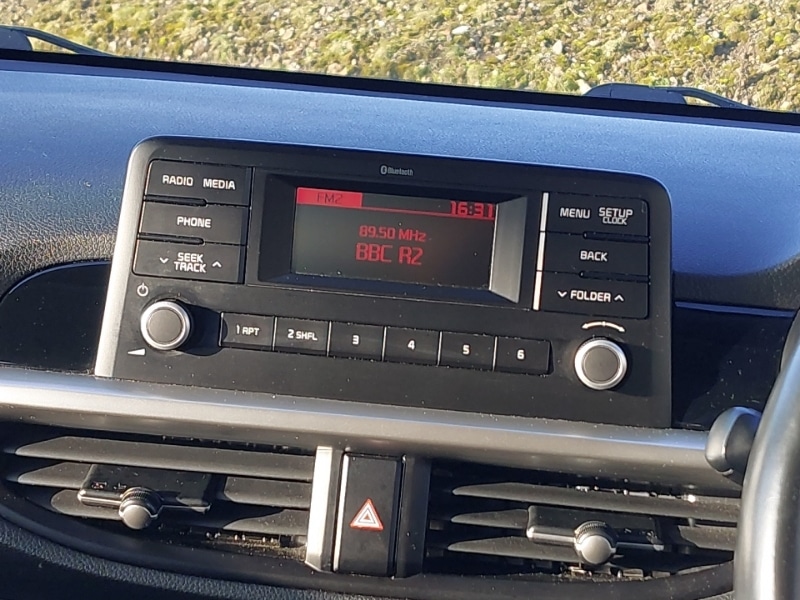 Bluetooth
RADIO MEDIA
PHONE
SEEK
TRACK
FM2
16:31
89.50 MHz
BBC R2
MENU SETUP
CLOCK
BACK
FOLDER
1 RPT 2 SHFL 3 4 5 6